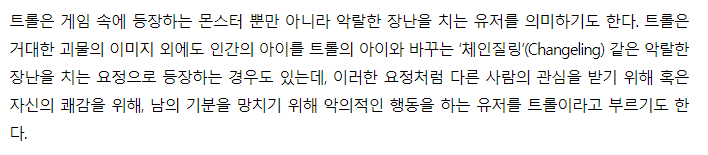 트롤은 게임 속에 등장하는 몬스터 뿐만 아니라 악랄한 장난을 치는 유저를 의미하기도 한다. 트롤은
거대한 괴물의 이미지 외에도 인간의 아이를 트롤의 아이와 바꾸는 ‘체인질링’(Changeling) 같은 악랄한
장난을 치는 요정으로 등장하는 경우도 있는데, 이러한 요정처럼 다른 사람의 관심을 받기 위해 혹은
자신의 쾌감을 위해, 남의 기분을 망치기 위해 악의적인 행동을 하는 유저를 트롤이라고 부르기도 한
다.